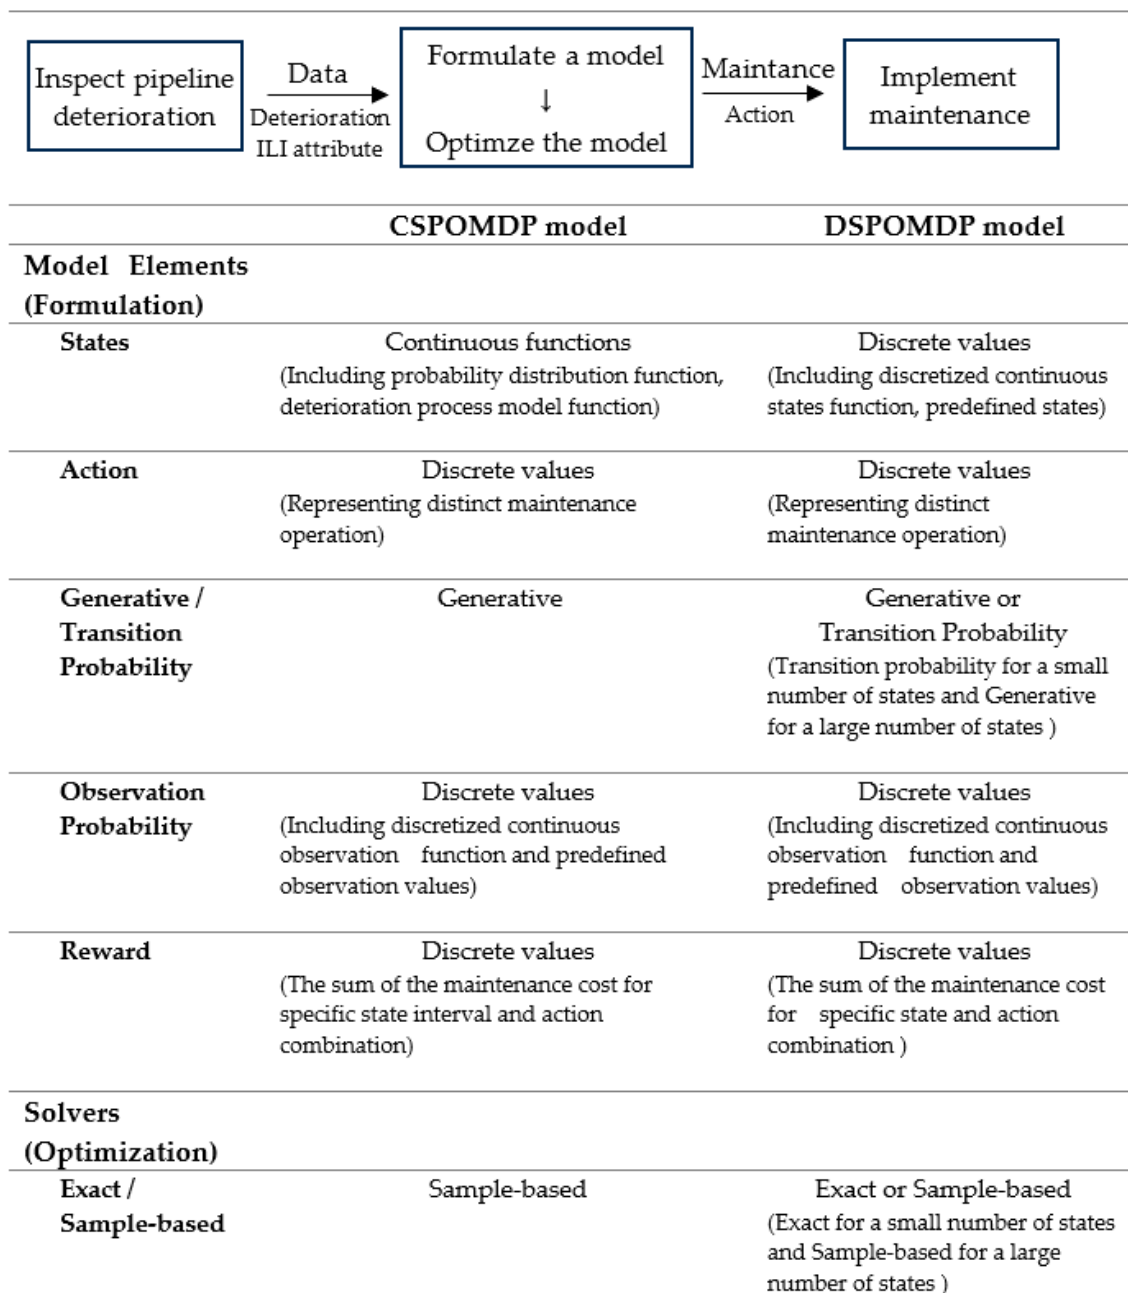 Inspect pipeline
deterioration
Data
Deterioration
ILI attribute
Formulate a model
↓
Optimze the model
Maintance
Action
Implement
maintenance
CSPOMDP model DSPOMDP model
Model Elements
(Formulation)
States Continuous functions Discrete values
(Including probability distribution function, (Including discretized continuous
deterioration process model function) states function, predefined states)
Action Discrete values Discrete values
(Representing distinct maintenance (Representing distinct
operation) maintenance operation)
Generative / Generative Generative or
Transition Transition Probability
Probability (Transition probability for a small
number of states and Generative
for a large number of states )
Observation Discrete values Discrete values
Probability (Including discretized continuous (Including discretized continuous
observation function and predefined observation function and
observation values) predefined observation values)
Reward Discrete values Discrete values
(The sum of the maintenance cost for (The sum of the maintenance cost
specific state interval and action for specific state and action
combination) combination )
Solvers
(Optimization)
Exact / Sample-based Exact or Sample-based
Sample-based (Exact for a small number of states
and Sample-based for a large
number of states )